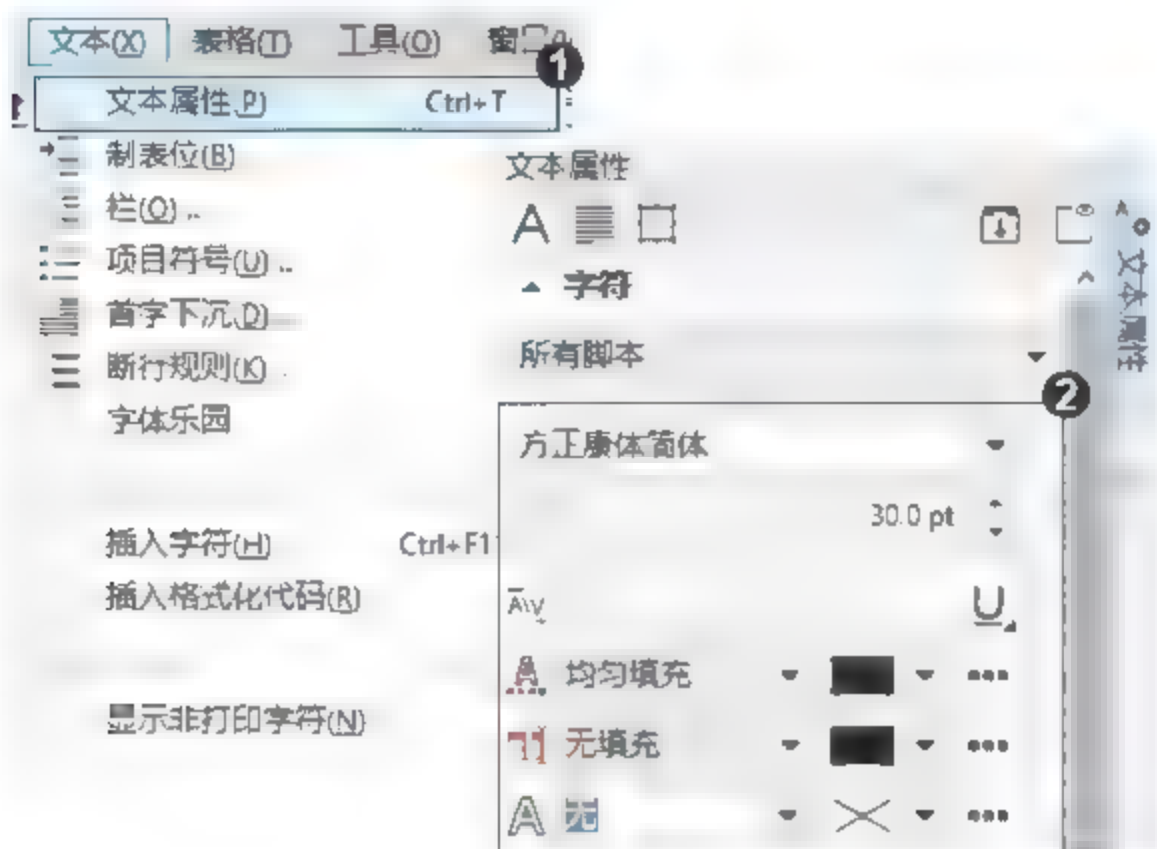 文本(X) 表格(T) 工具(O)
1
文本属性(P) Ctrl+T
制表位(B)
栏(O)...
项目符号(U)...
首字下沉(D)
断行规则(K)
字体乐园
插入字符(H) Ctrl+F1
插入格式化代码(R)
显示非打印字符(N)
文本属性
字符
所有脚本
2
方正康体简体
30.0 pt
均匀填充
无填充
无
文本属性